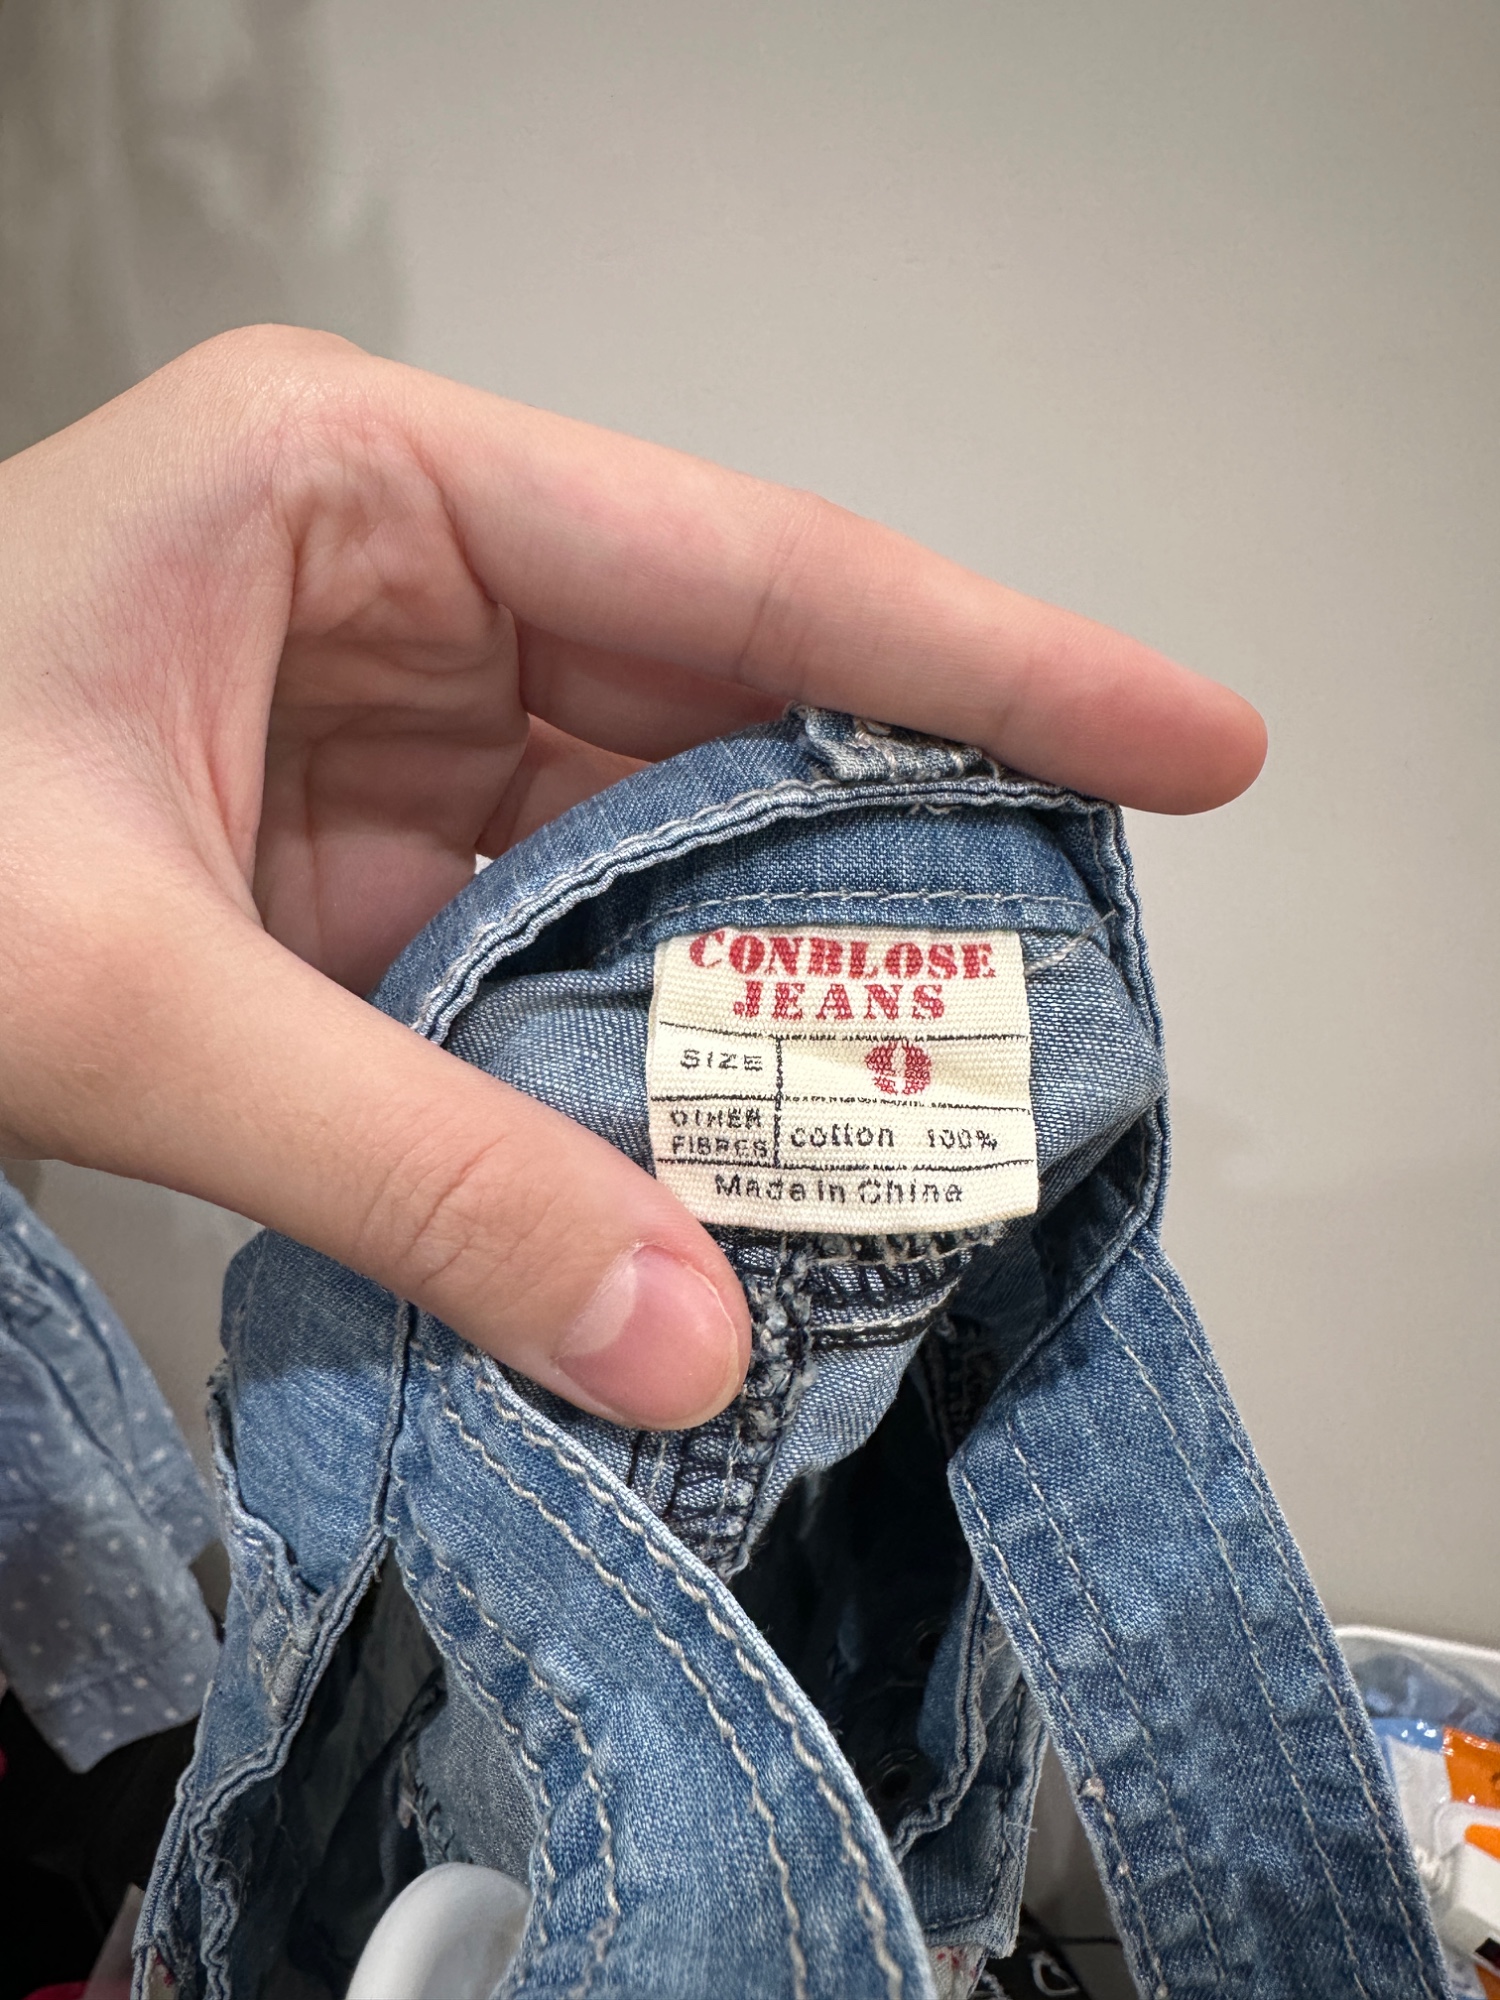 CONBLOSE
JEANS
SIZE 9
OTHER
FIBRES
cotton 100%
Made in China